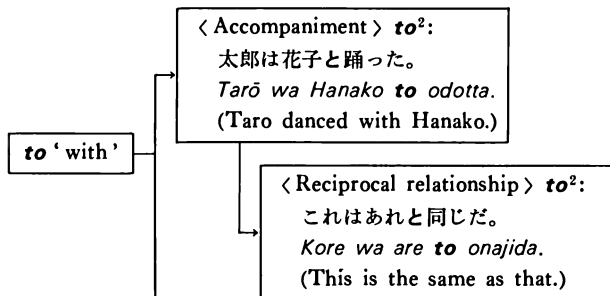 〈Accompaniment〉 to²:
太郎は花子と踊った。
Tarō wa Hanako to odotta.
(Taro danced with Hanako.)
to ‘with’
〈Reciprocal relationship〉 to²:
これはあれと同じだ。
Kore wa are to onajida.
(This is the same as that.)